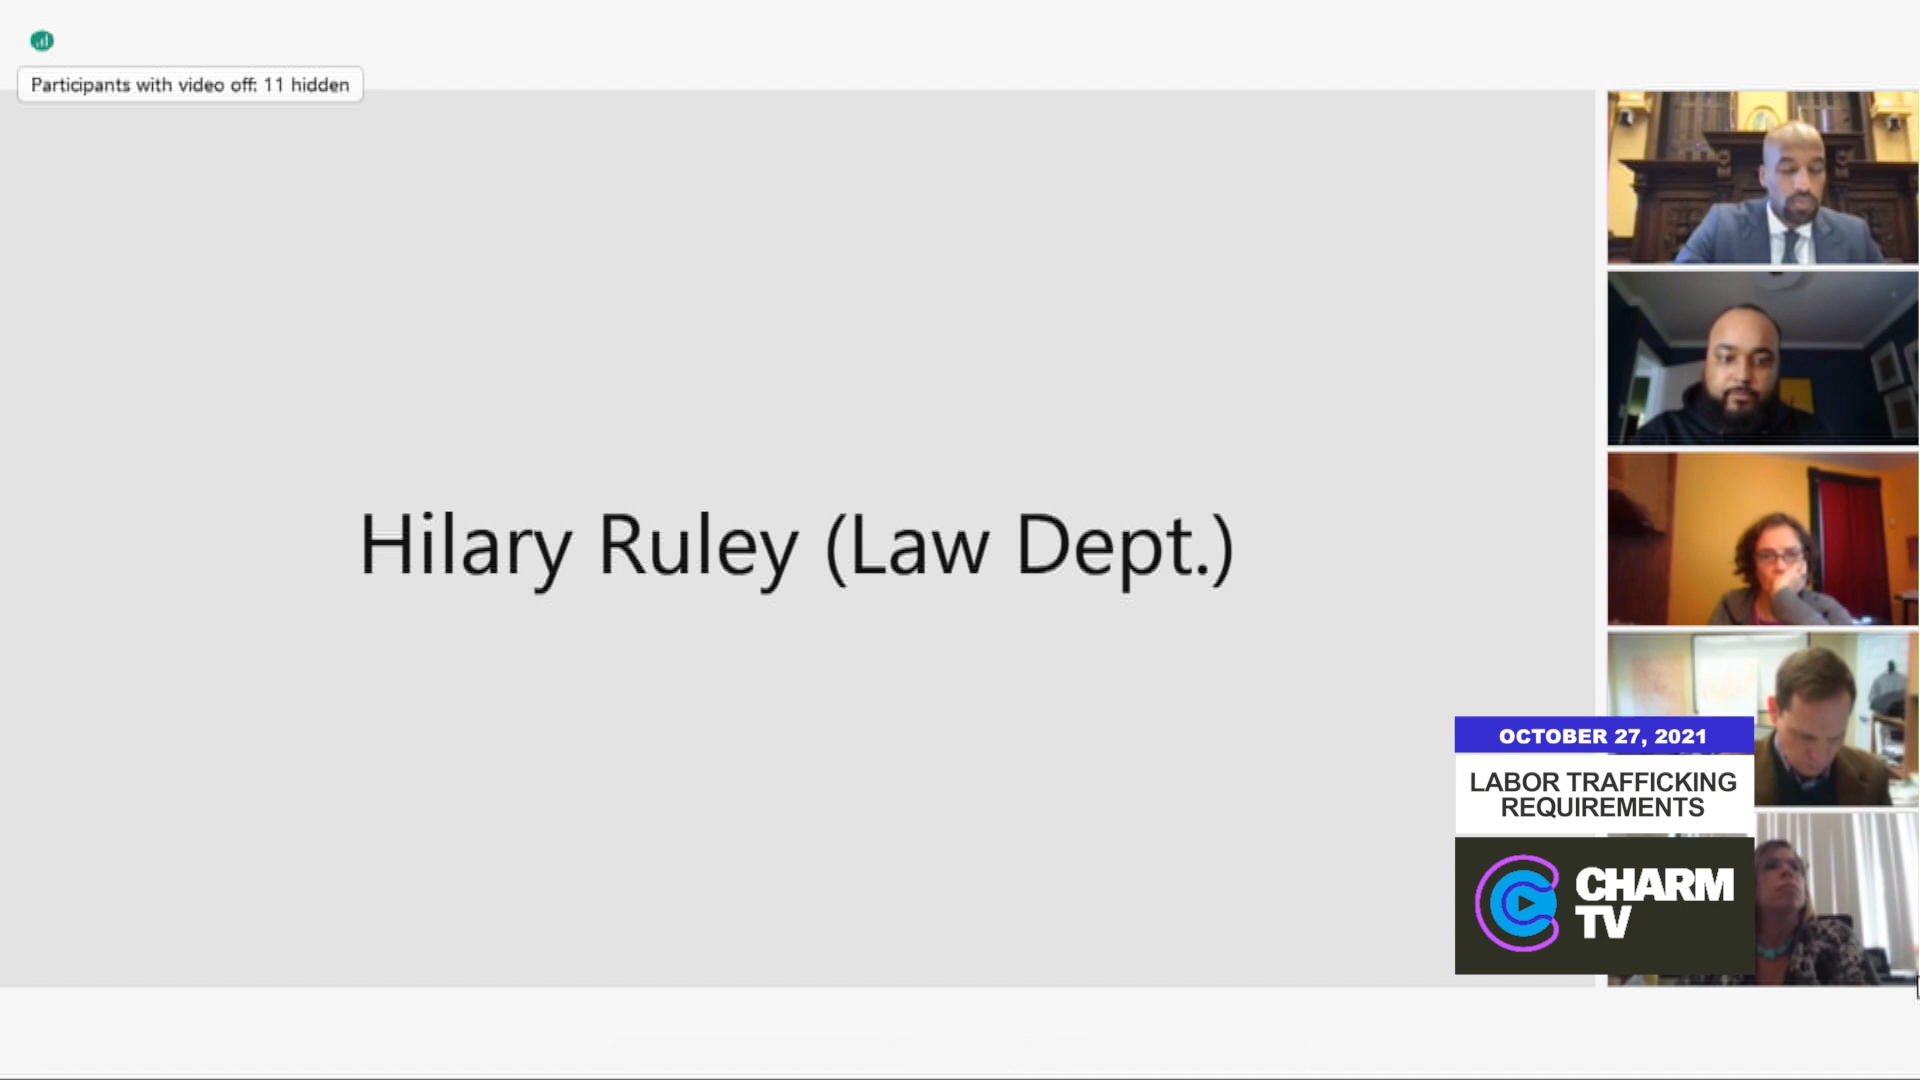 Participants with video off: 11 hidden
Hilary Ruley (Law Dept.)
OCTOBER 27, 2021
LABOR TRAFFICKING
REQUIREMENTS
CHARM
TV